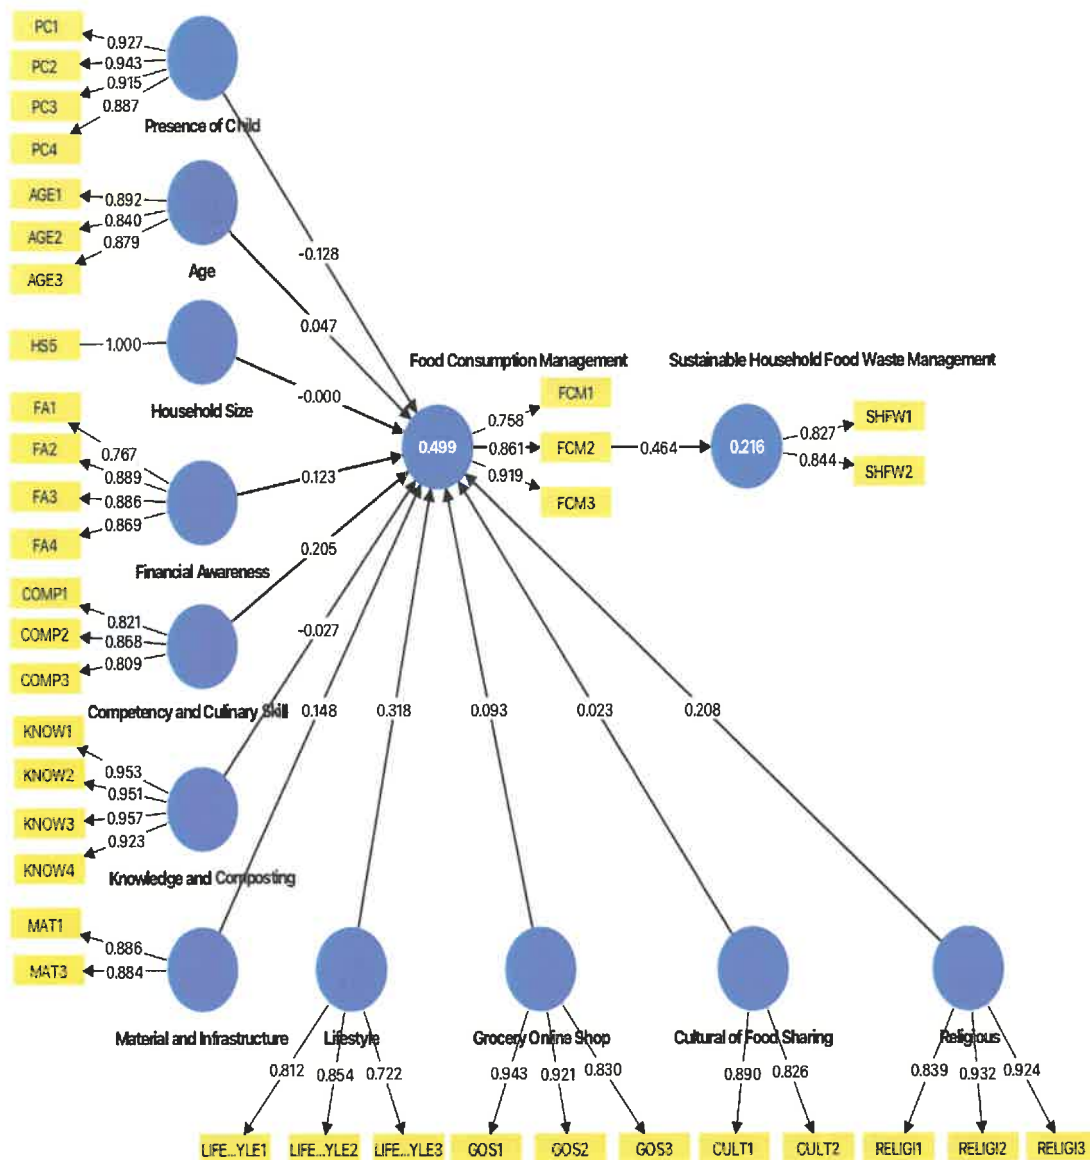 PC1
0.927
PC2
0.943
0.915
PC3
0.887
PC4
Presence of Child
AGE1
0.892
AGE2
0.840
0.879
AGE3
Age
-0.128
0.047
HS5
1.000
Household Size
-0.000
Food Consumption Management
Sustainable Household Food Waste Management
FA1
0.767
FA2
0.889
FA3
0.886
0.869
FA4
Financial Awareness
0.123
0.499
0.758
FCM1
0.861
FCM2
0.919
FCM3
0.464
0.216
0.827
SHFW1
0.844
SHFW2
COMP1
0.821
COMP2
0.868
0.809
COMP3
Competency and Culinary Skill
0.205
-0.027
0.148
0.318
0.093
0.023
0.208
KNOW1
0.953
KNOW2
0.951
KNOW3
0.957
0.923
KNOW4
Knowledge and Composting
MAT1
0.886
MAT3
0.884
Material and Infrastructure
Lifestyle
Grocery Online Shop
Cultural of Food Sharing
Religious
0.812
0.854
0.722
0.943
0.921
0.830
0.890
0.826
0.839
0.932
0.924
LIFE...YLE1
LIFE...YLE2
LIFE...YLE3
GOS1
GOS2
GOS3
CULT1
CULT2
RELIGI1
RELIGI2
RELIGI3